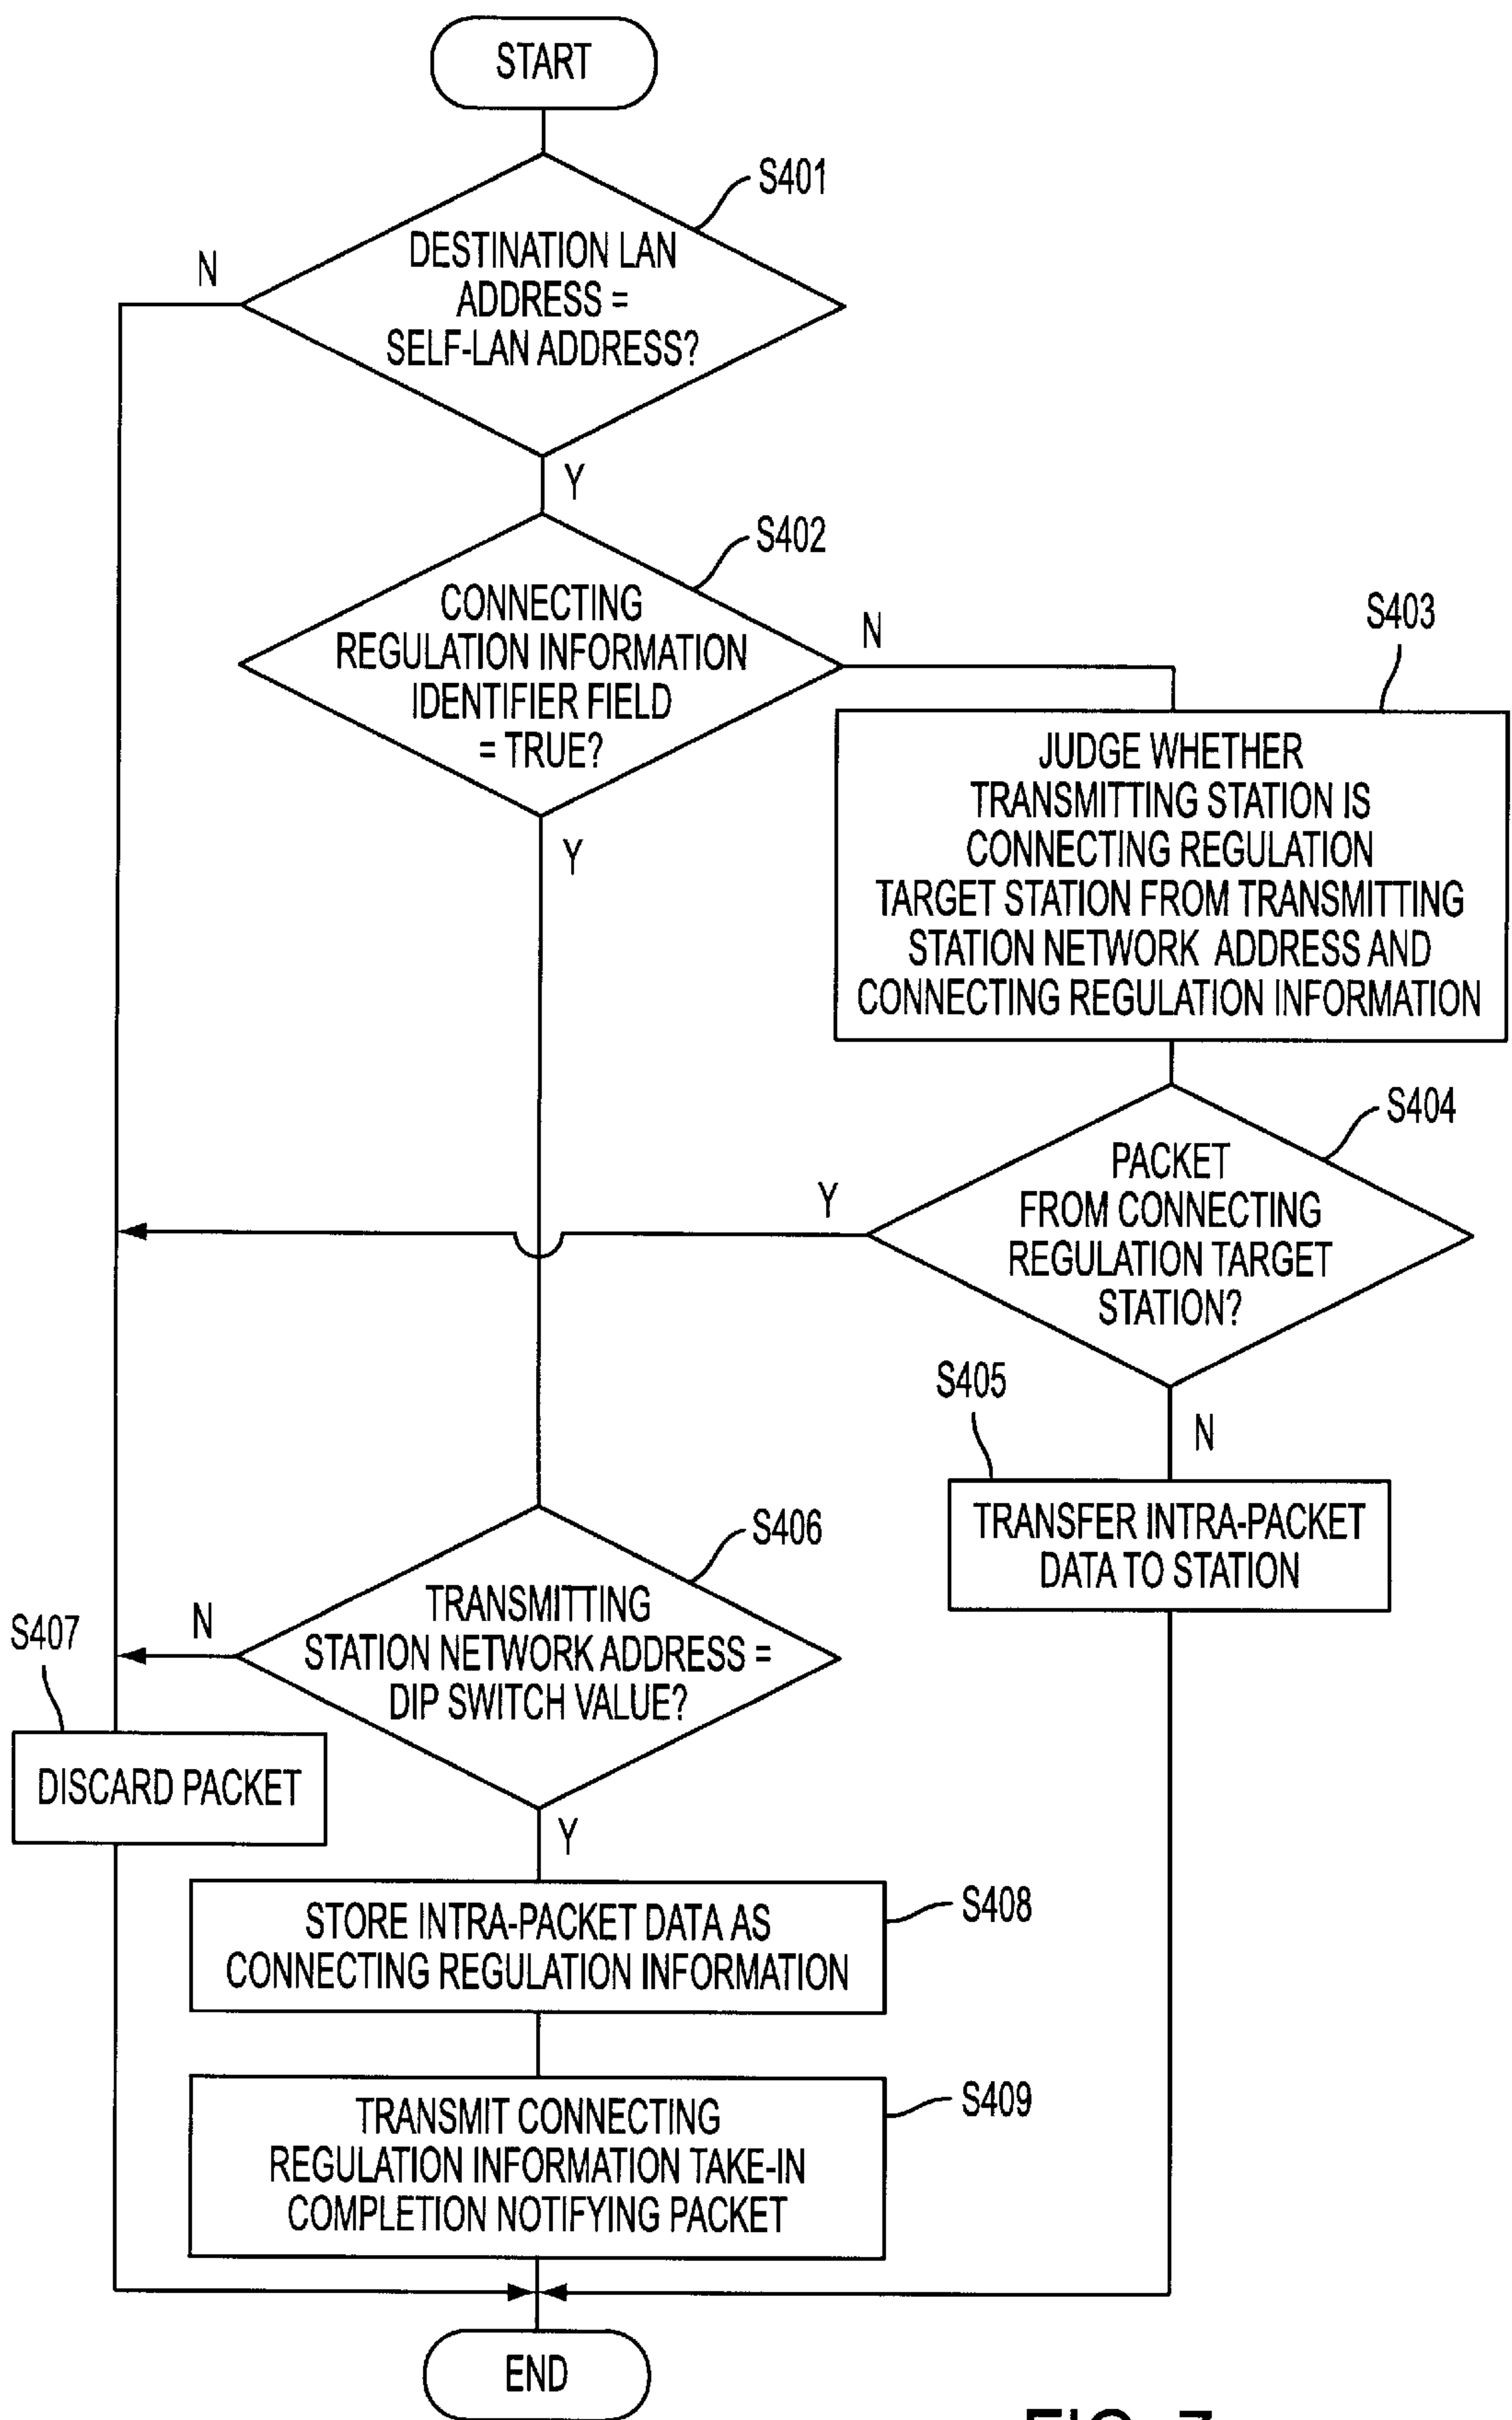 START
S401
N
DESTINATION LAN
ADDRESS =
SELF-LAN ADDRESS?
Y
S402
CONNECTING
REGULATION INFORMATION
IDENTIFIER FIELD
= TRUE?
N
Y
S403
JUDGE WHETHER
TRANSMITTING STATION IS
CONNECTING REGULATION
TARGET STATION FROM TRANSMITTING
STATION NETWORK ADDRESS AND
CONNECTING REGULATION INFORMATION
S404
Y
PACKET
FROM CONNECTING
REGULATION TARGET
STATION?
N
S405
TRANSFER INTRA-PACKET
DATA TO STATION
S406
TRANSMITTING
STATION NETWORK ADDRESS =
DIP SWITCH VALUE?
N
S407
DISCARD PACKET
Y
STORE INTRA-PACKET DATA AS
CONNECTING REGULATION INFORMATION
S408
TRANSMIT CONNECTING
REGULATION INFORMATION TAKE-IN
COMPLETION NOTIFYING PACKET
S409
END